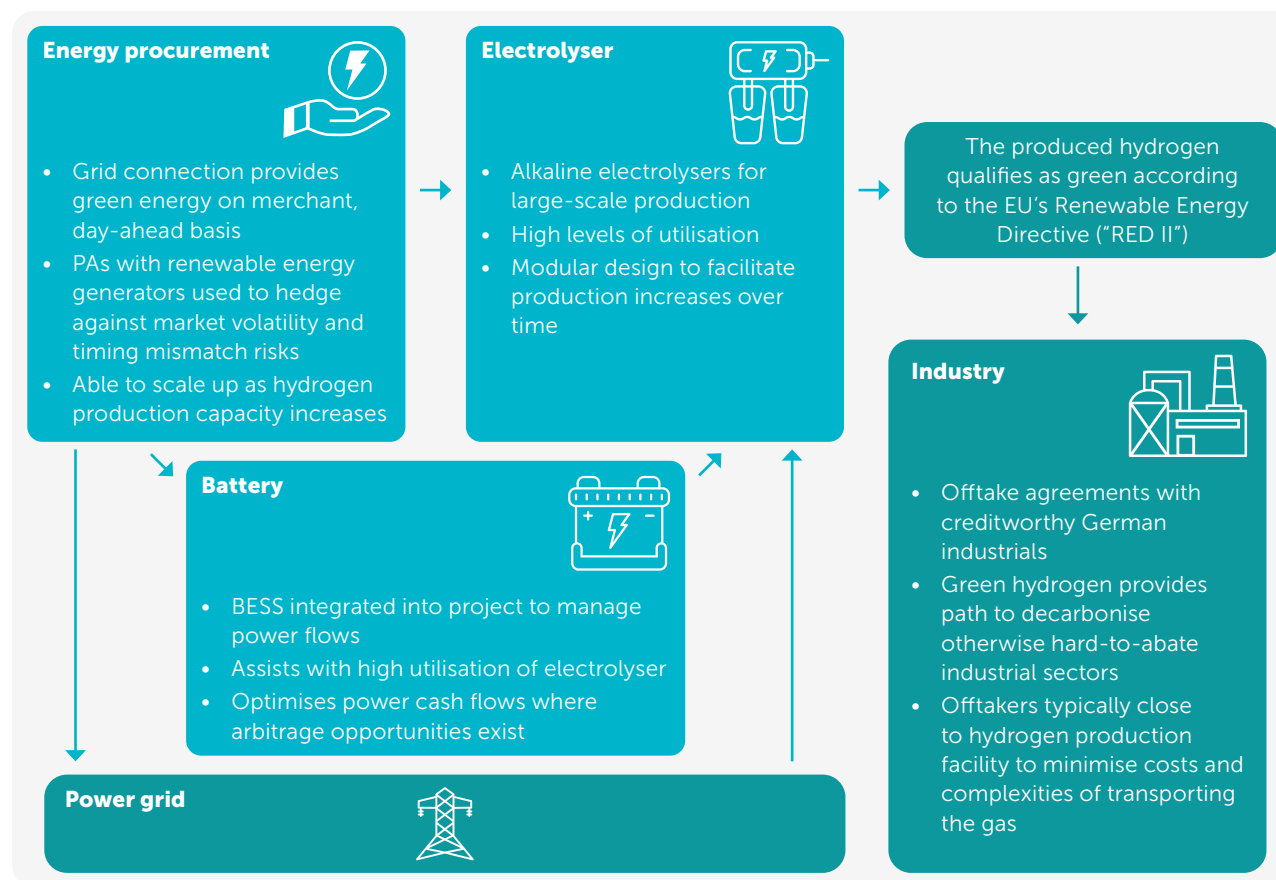 Energy procurement
• Grid connection provides
green energy on merchant,
day-ahead basis
• PAs with renewable energy
generators used to hedge
against market volatility and
timing mismatch risks
• Able to scale up as hydrogen
production capacity increases
Electrolyser
• Alkaline electrolysers for
large-scale production
• High levels of utilisation
• Modular design to facilitate
production increases over
time
The produced hydrogen
qualifies as green according
to the EU’s Renewable Energy
Directive (“RED II”)
Battery
• BESS integrated into project to manage
power flows
• Assists with high utilisation of electrolyser
• Optimises power cash flows where
arbitrage opportunities exist
Industry
• Offtake agreements with
creditworthy German
industrials
• Green hydrogen provides
path to decarbonise
otherwise hard-to-abate
industrial sectors
• Offtakers typically close
to hydrogen production
facility to minimise costs and
complexities of transporting
the gas
Power grid